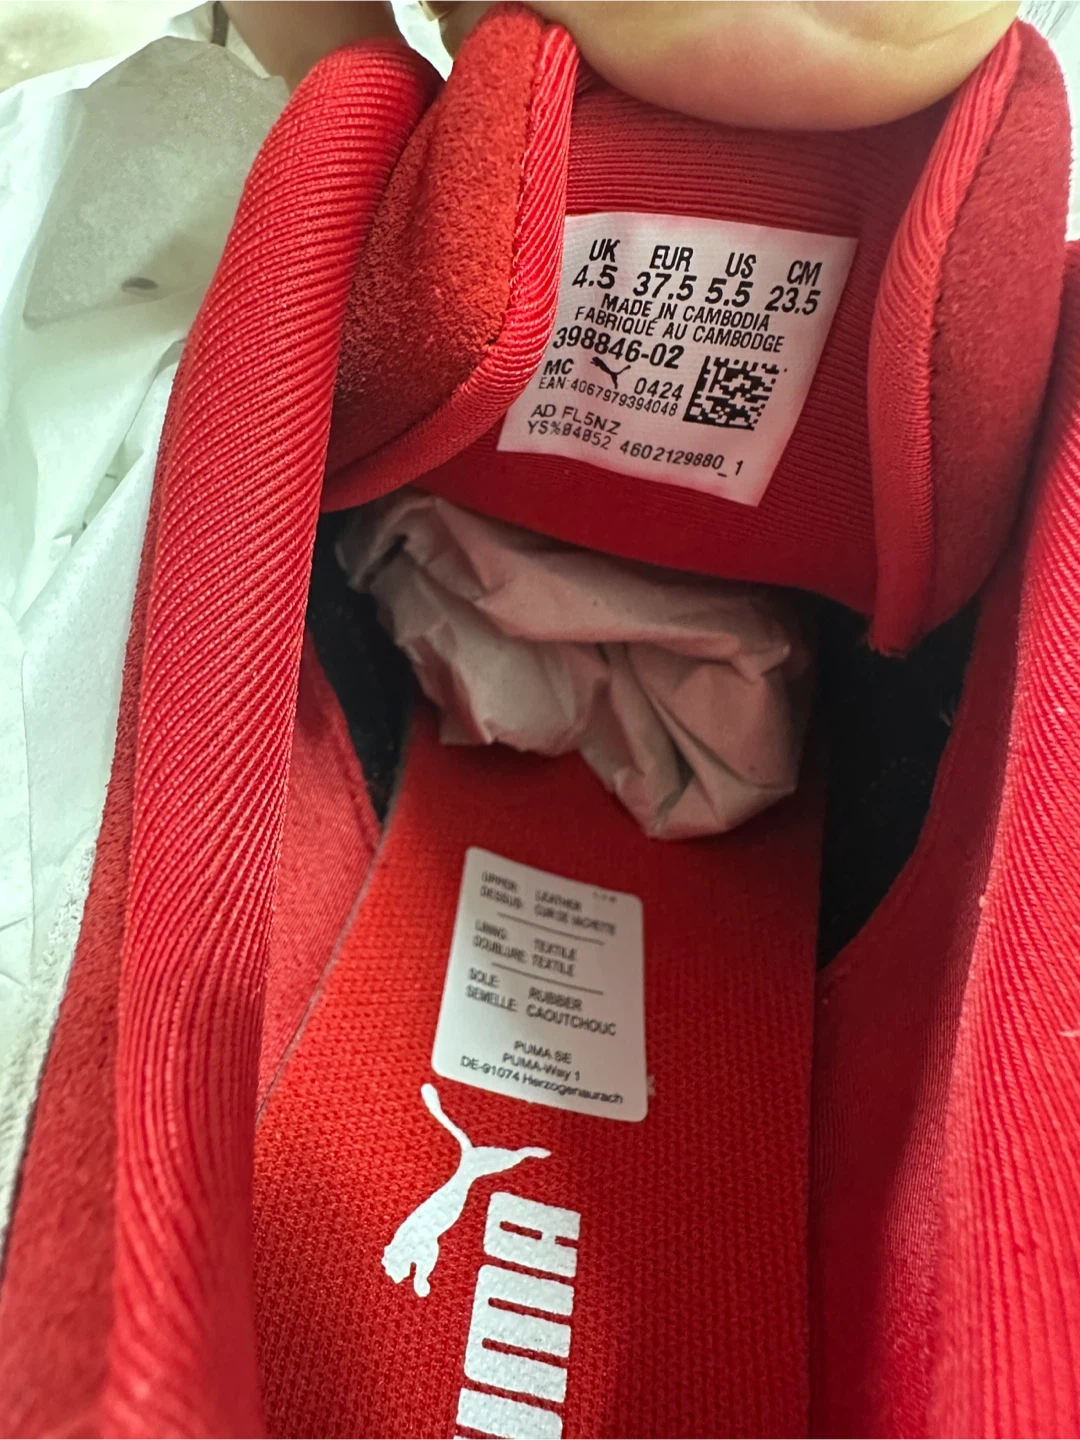 UK EUR US CM
4.5 37.5 5.5 23.5
MADE IN CAMBODIA
FABRIQUÉ AU CAMBODGE
398846-02
MC 0424
EAN:4067979394048
AD FL5NZ
YS%04052 4602129880_1
UPPER: LEATHER
DESSUS: CUIR DE VACHETTE
LINING: TEXTILE
DOUBLURE: TEXTILE
SOLE: RUBBER
SEMELLE: CAOUTCHOUC
PUMA SE
PUMA-Way 1
DE-91074 Herzogenaurach
PUMA